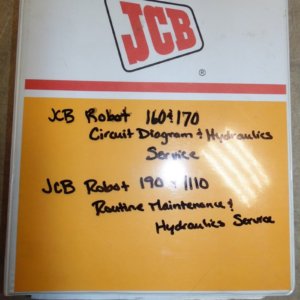 JCB
®
JCB Robot 160 & 170
Circuit Diagram & Hydraulics
Service
JCB Robot 190 & 1110
Routine Maintenance &
Hydraulics Service